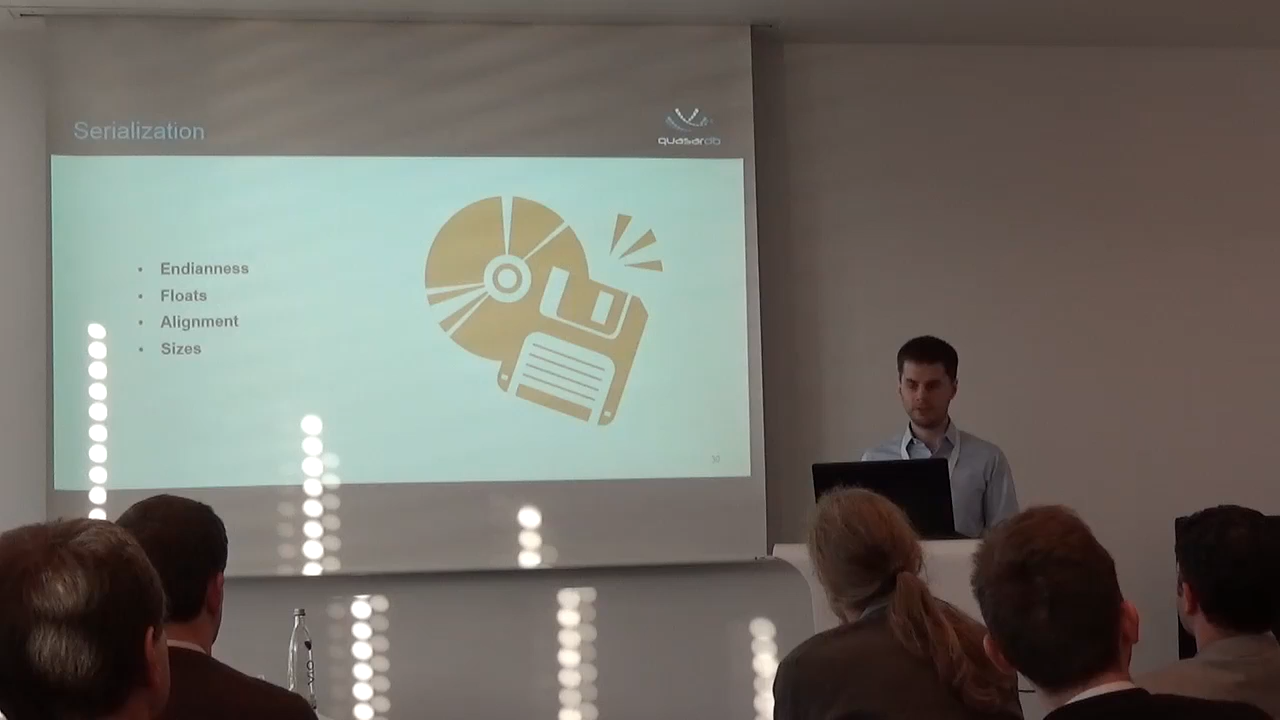 Serialization
quasardb
• Endianness
• Floats
• Alignment
• Sizes